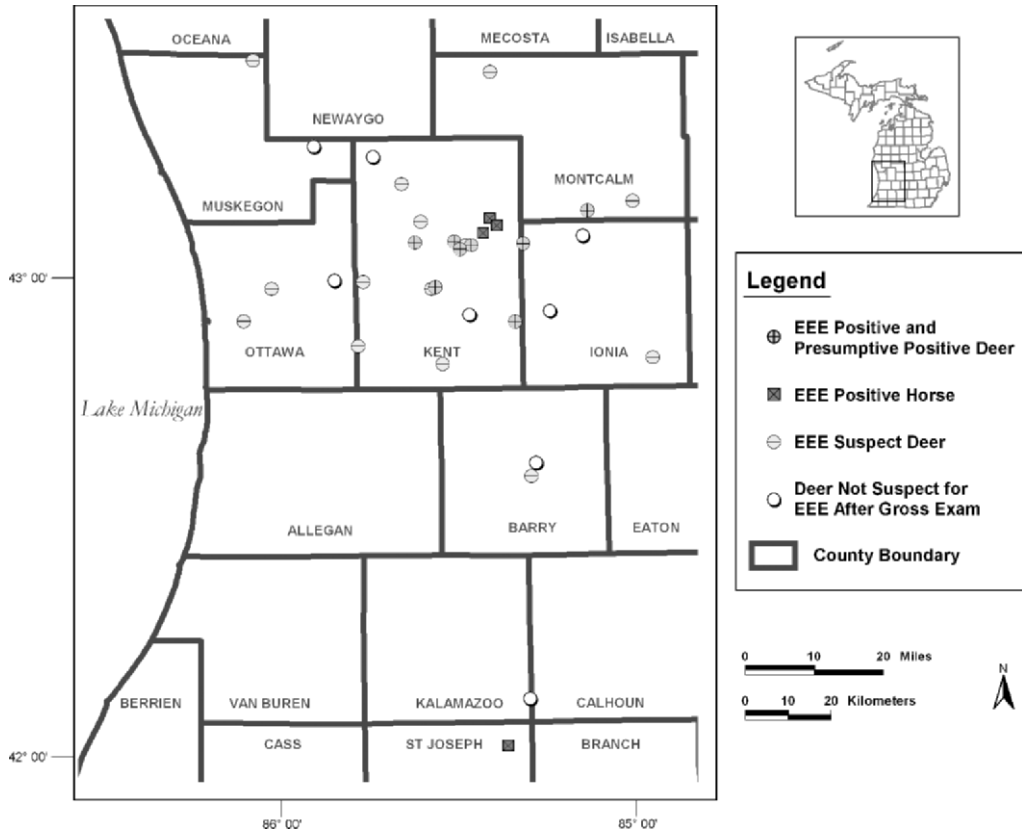 OCEANA
MECOSTA
ISABELLA
NEWAYGO
MONTCALM
MUSKEGON
43° 00'
OTTAWA
KENT
IONIA
Lake Michigan
ALLEGAN
BARRY
EATON
BERRIEN
VAN BUREN
KALAMAZOO
CALHOUN
CASS
ST JOSEPH
BRANCH
42° 00'
86° 00'
85° 00'
Legend
EEE Positive and
Presumptive Positive Deer
EEE Positive Horse
EEE Suspect Deer
Deer Not Suspect for
EEE After Gross Exam
County Boundary
0 10 20 Miles
0 10 20 Kilometers
N